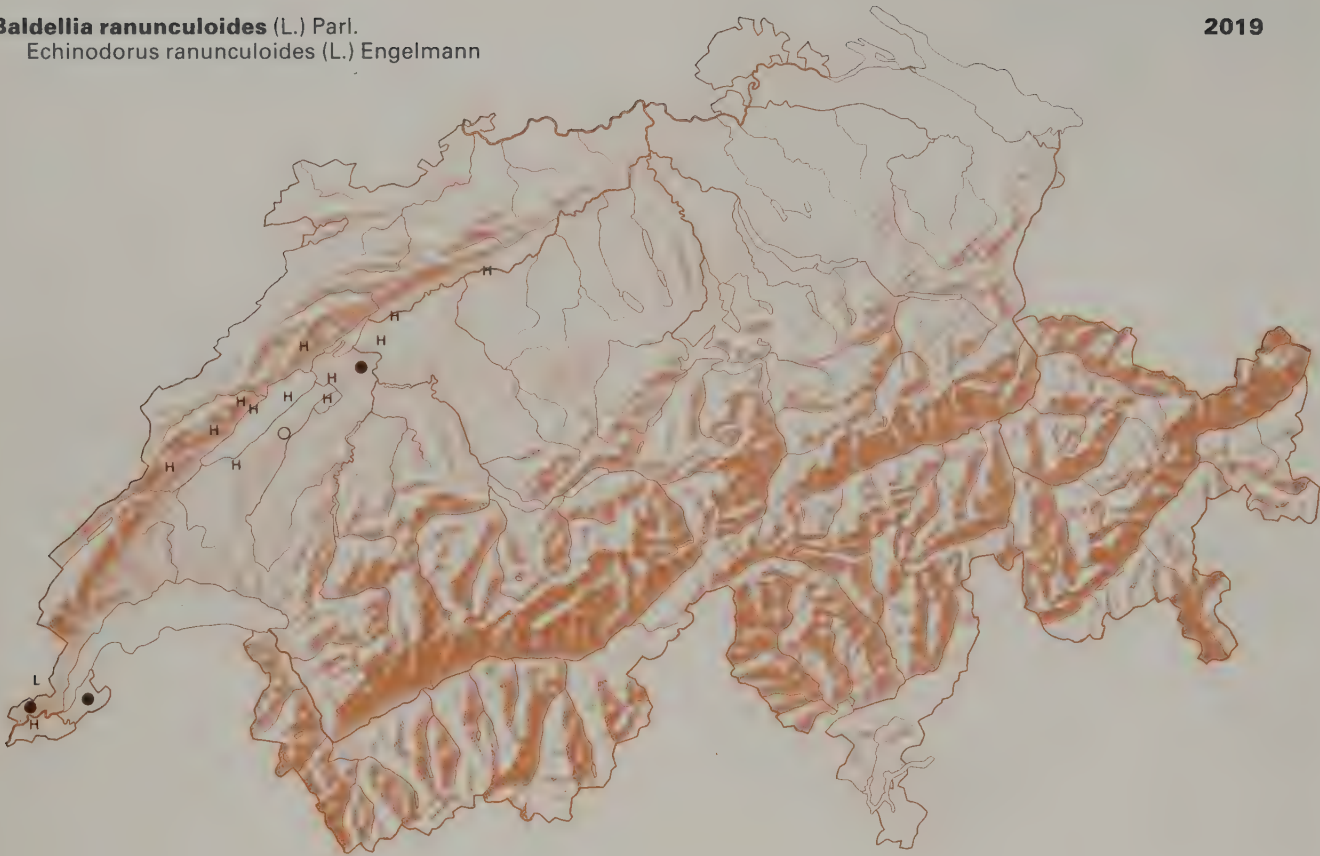 Baldellia ranunculoides (L.) Parl.
Echinodorus ranunculoides (L.) Engelmann
2019
H
H
H
H
H
H
H
H
H
H
H
H
L
H